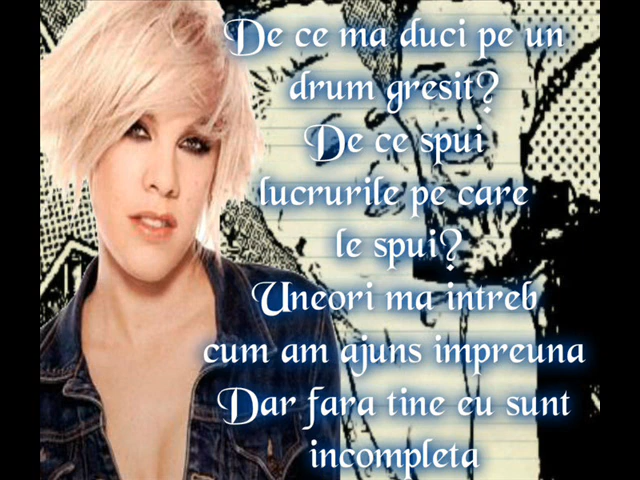 De ce ma duci pe un
drum gresit?
De ce spui
lucrurile pe care
le spui?
Uneori ma intreb
cum am ajuns impreuna
Dar fara tine eu sunt
incompleta